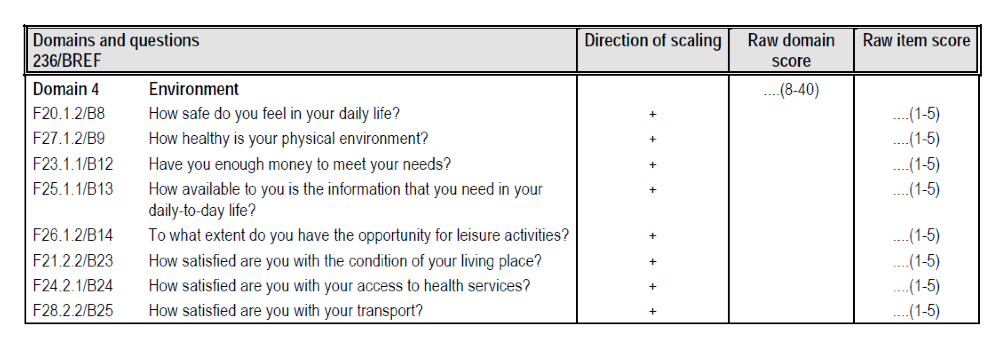 Domains and questions Direction of scaling Raw domain Raw item score
236/BREF score
Domain 4 Environment ....(8-40)
F20.1.2/B8 How safe do you feel in your daily life? + ....(1-5)
F27.1.2/B9 How healthy is your physical environment? + ....(1-5)
F23.1.1/B12 Have you enough money to meet your needs? + ....(1-5)
F25.1.1/B13 How available to you is the information that you need in your + ....(1-5)
daily-to-day life?
F26.1.2/B14 To what extent do you have the opportunity for leisure activities? + ....(1-5)
F21.2.2/B23 How satisfied are you with the condition of your living place? + ....(1-5)
F24.2.1/B24 How satisfied are you with your access to health services? + ....(1-5)
F28.2.2/B25 How satisfied are you with your transport? + ....(1-5)